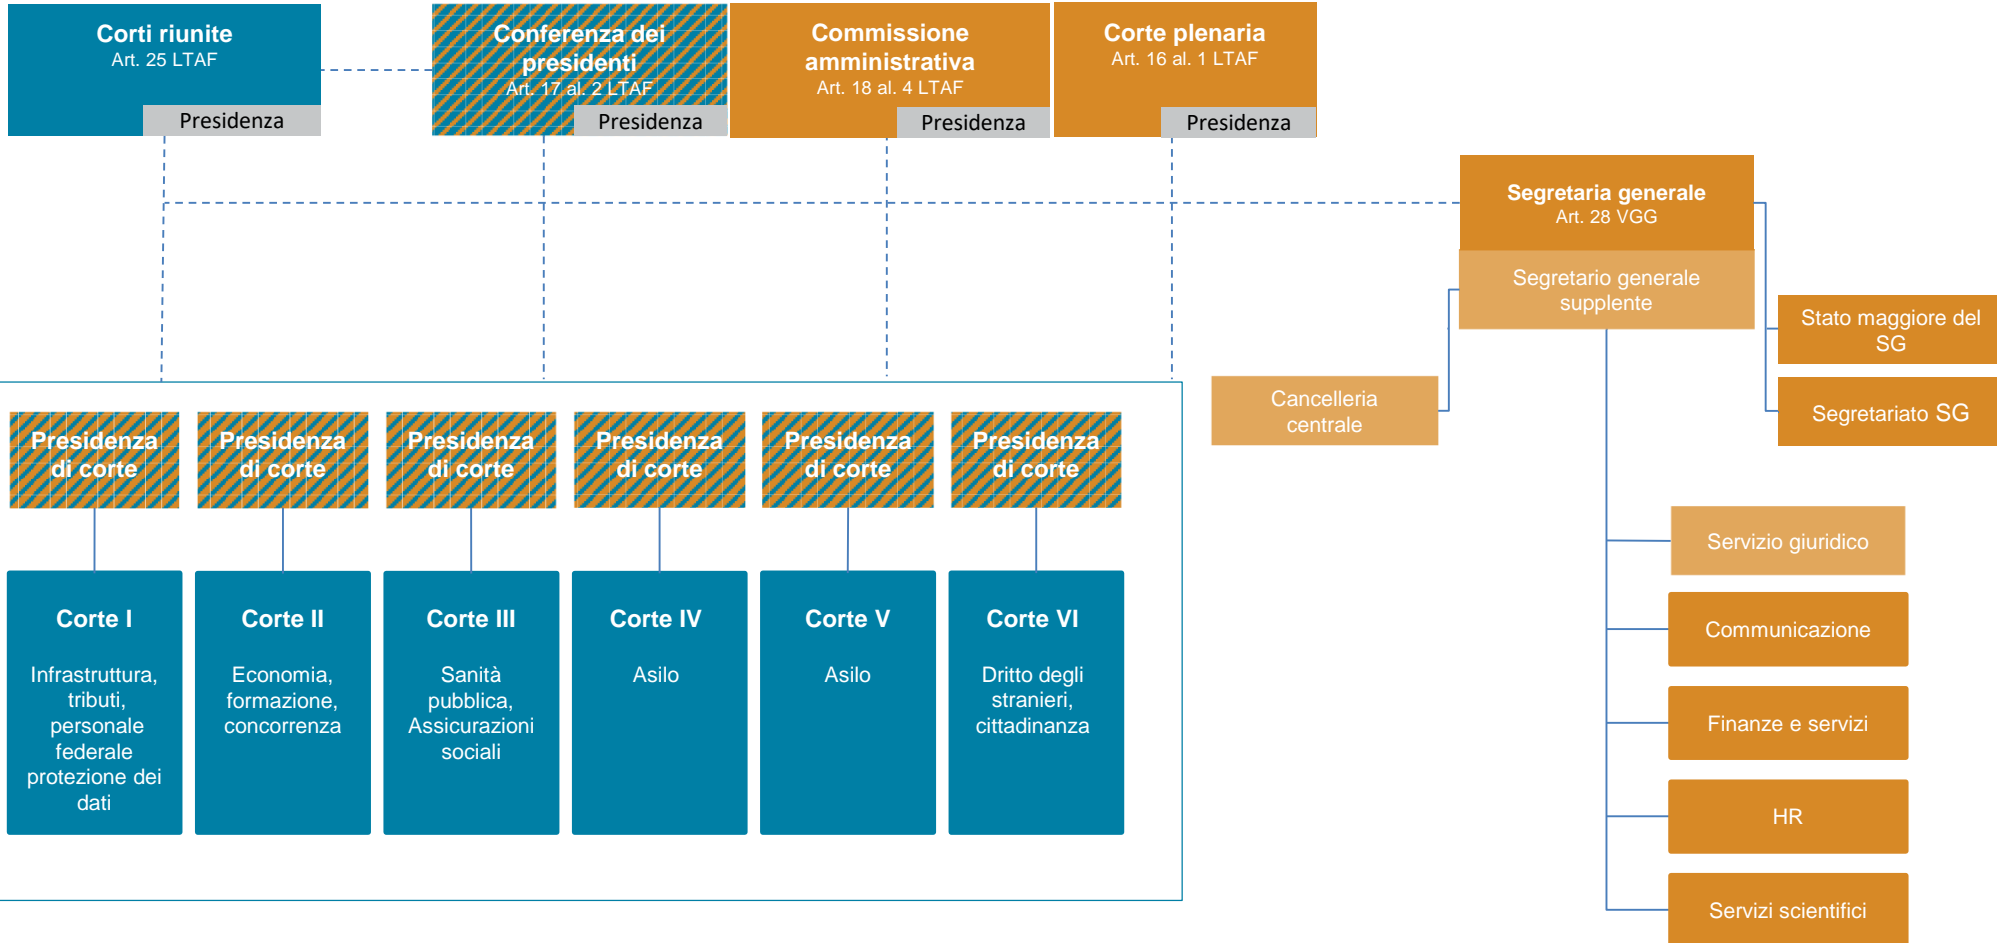 Corti riunite
Art. 25 LTAF
Presidenza
Conferenza dei
presidenti
Art. 17 al. 2 LTAF
Presidenza
Commissione
amministrativa
Art. 18 al. 4 LTAF
Presidenza
Corte plenaria
Art. 16 al. 1 LTAF
Presidenza
Segretaria generale
Art. 28 VGG
Segretario generale
supplente
Stato maggiore del
SG
Segretariato SG
Cancelleria
centrale
Presidenza
di corte
Presidenza
di corte
Presidenza
di corte
Presidenza
di corte
Presidenza
di corte
Presidenza
di corte
Corte I
Infrastruttura,
tributi,
personale
federale
protezione dei
dati
Corte II
Economia,
formazione,
concorrenza
Corte III
Sanità
pubblica,
Assicurazioni
sociali
Corte IV
Asilo
Corte V
Asilo
Corte VI
Dritto degli
stranieri,
cittadinanza
Servizio giuridico
Communicazione
Finanze e servizi
HR
Servizi scientifici